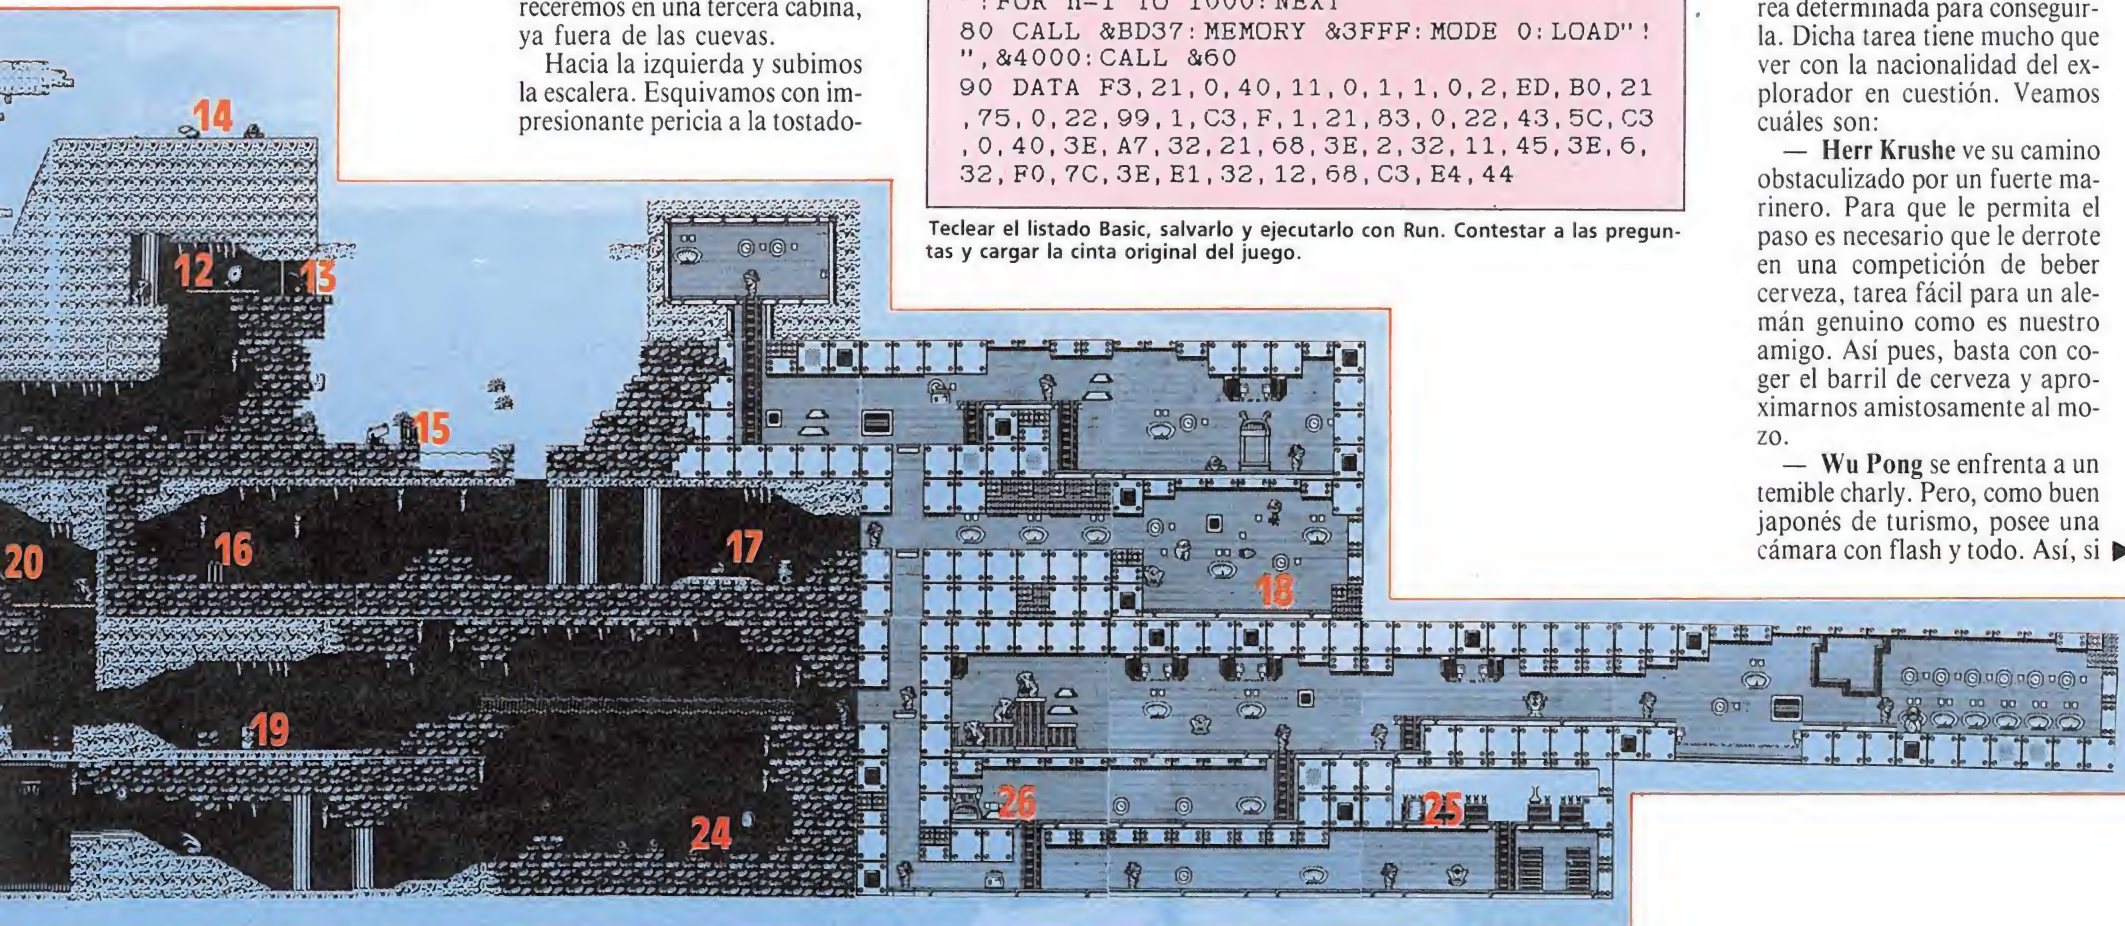 receremos en una tercera cabina,
ya fuera de las cuevas.
Hacia la izquierda y subimos
la escalera. Esquivamos con im-
presionante pericia a la tostado-
":FOR n=1 TO 1000:NEXT
80 CALL &BD37:MEMORY &3FFF:MODE 0:LOAD"!
",&4000:CALL &60
90 DATA F3,21,0,40,11,0,1,1,0,2,ED,B0,21
,75,0,22,99,1,C3,F,1,21,83,0,22,43,5C,C3
,0,40,3E,A7,32,21,68,3E,2,32,11,45,3E,6,
32,F0,7C,3E,E1,32,12,68,C3,E4,44
Teclear el listado Basic, salvarlo y ejecutarlo con Run. Contestar a las pregun-
tas y cargar la cinta original del juego.
rea determinada para conseguir-
la. Dicha tarea tiene mucho que
ver con la nacionalidad del ex-
plorador en cuestión. Veamos
cuáles son:
— Herr Krushe ve su camino
obstaculizado por un fuerte ma-
rinero. Para que le permita el
paso es necesario que le derrote
en una competición de beber
cerveza, tarea fácil para un ale-
mán genuino como es nuestro
amigo. Así pues, basta con co-
ger el barril de cerveza y apro-
ximarnos amistosamente al mo-
zo.
— Wu Pong se enfrenta a un
temible charly. Pero, como buen
japonés de turismo, posee una
cámara con flash y todo. Así, si
14
12
13
15
16
17
18
20
19
24
26
25